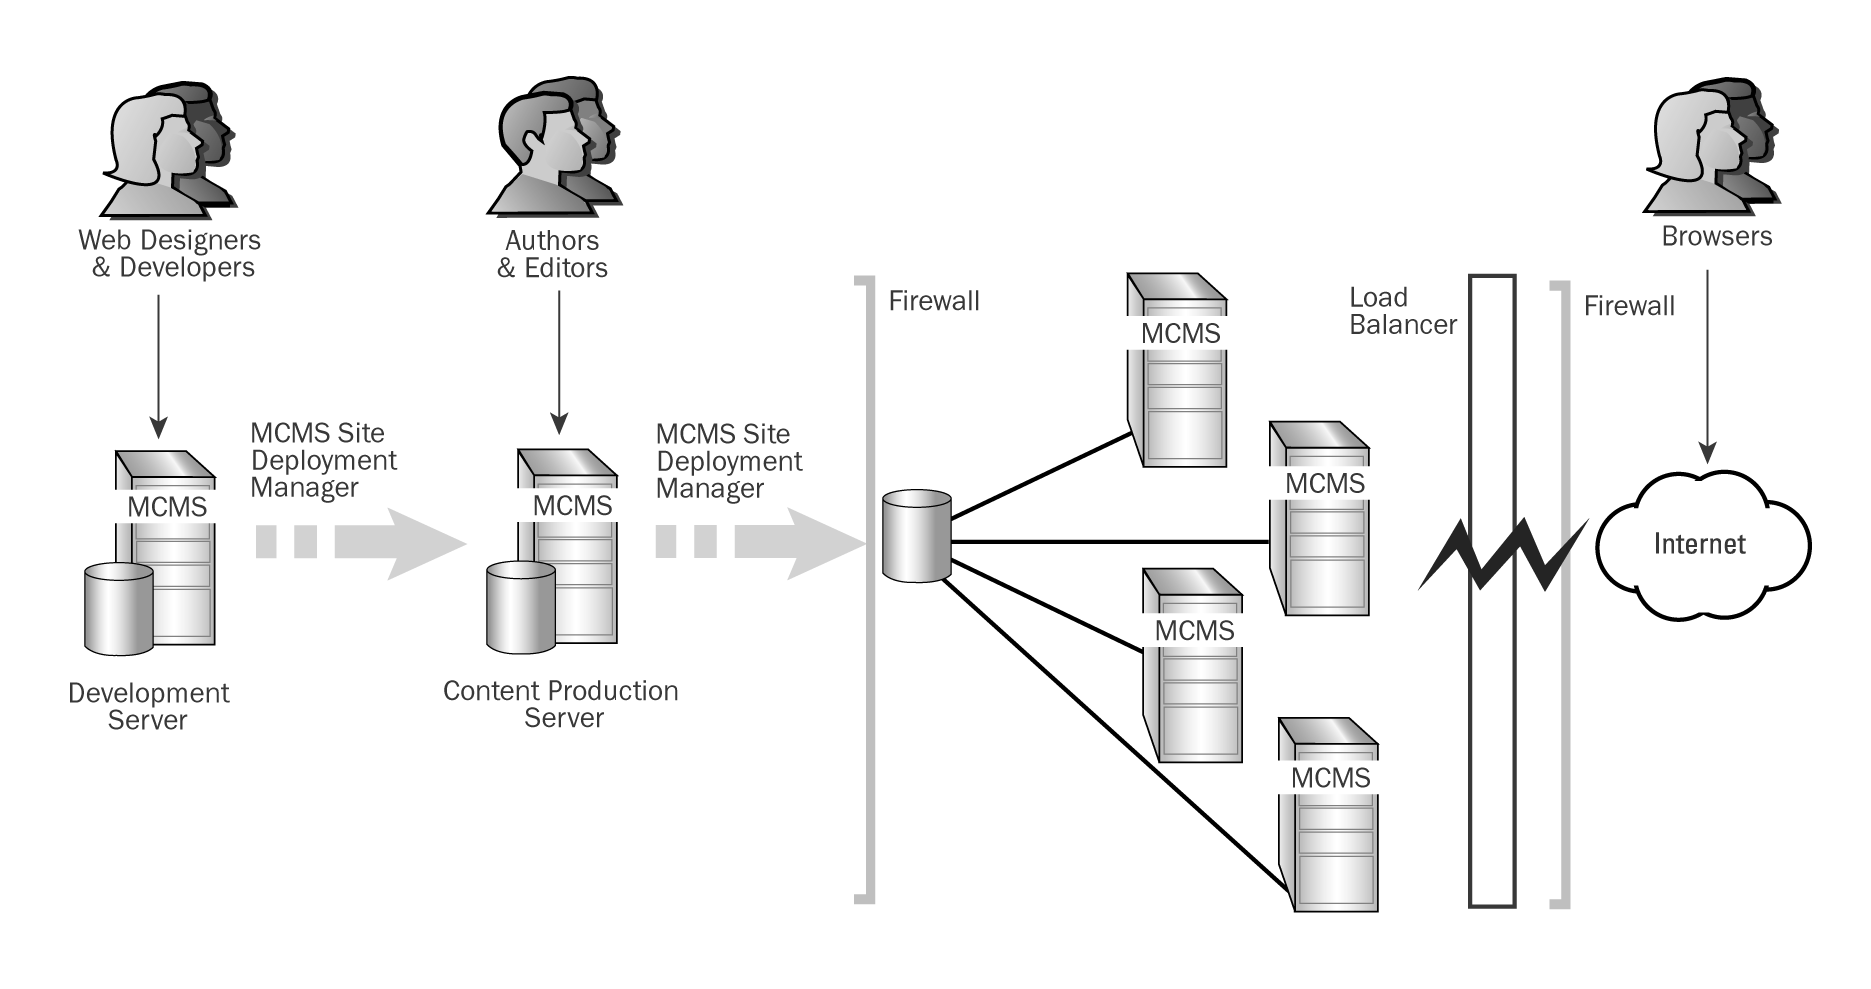 Web Designers
& Developers
Authors
& Editors
Browsers
Firewall
MCMS
Load
Balancer
Firewall
MCMS Site
Deployment
Manager
MCMS Site
Deployment
Manager
MCMS
MCMS
MCMS
Internet
MCMS
Development
Server
Content Production
Server
MCMS